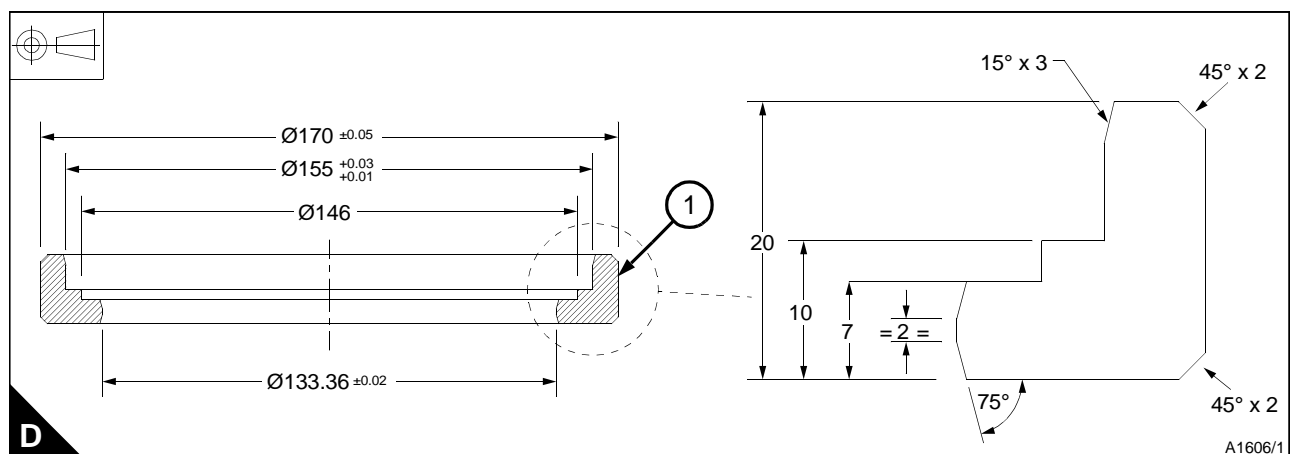 15° x 3
45° x 2
Ø170 ±0.05
Ø155 +0.03
+0.01
Ø146
1
20
10
7
= 2 =
Ø133.36 ±0.02
75°
45° x 2
D
A1606/1